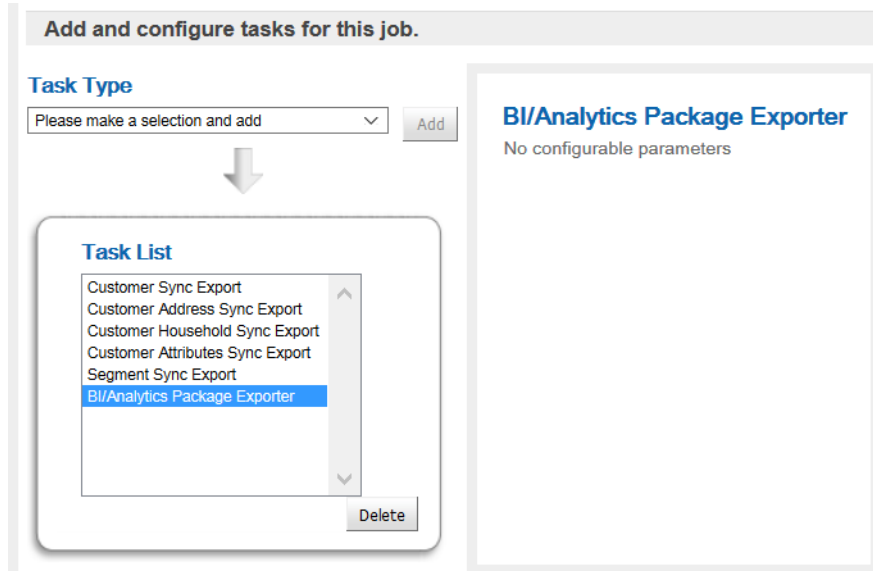 Add and configure tasks for this job.
Task Type
Please make a selection and add
Add
Task List
Customer Sync Export
Customer Address Sync Export
Customer Household Sync Export
Customer Attributes Sync Export
Segment Sync Export
BI/Analytics Package Exporter
Delete
BI/Analytics Package Exporter
No configurable parameters